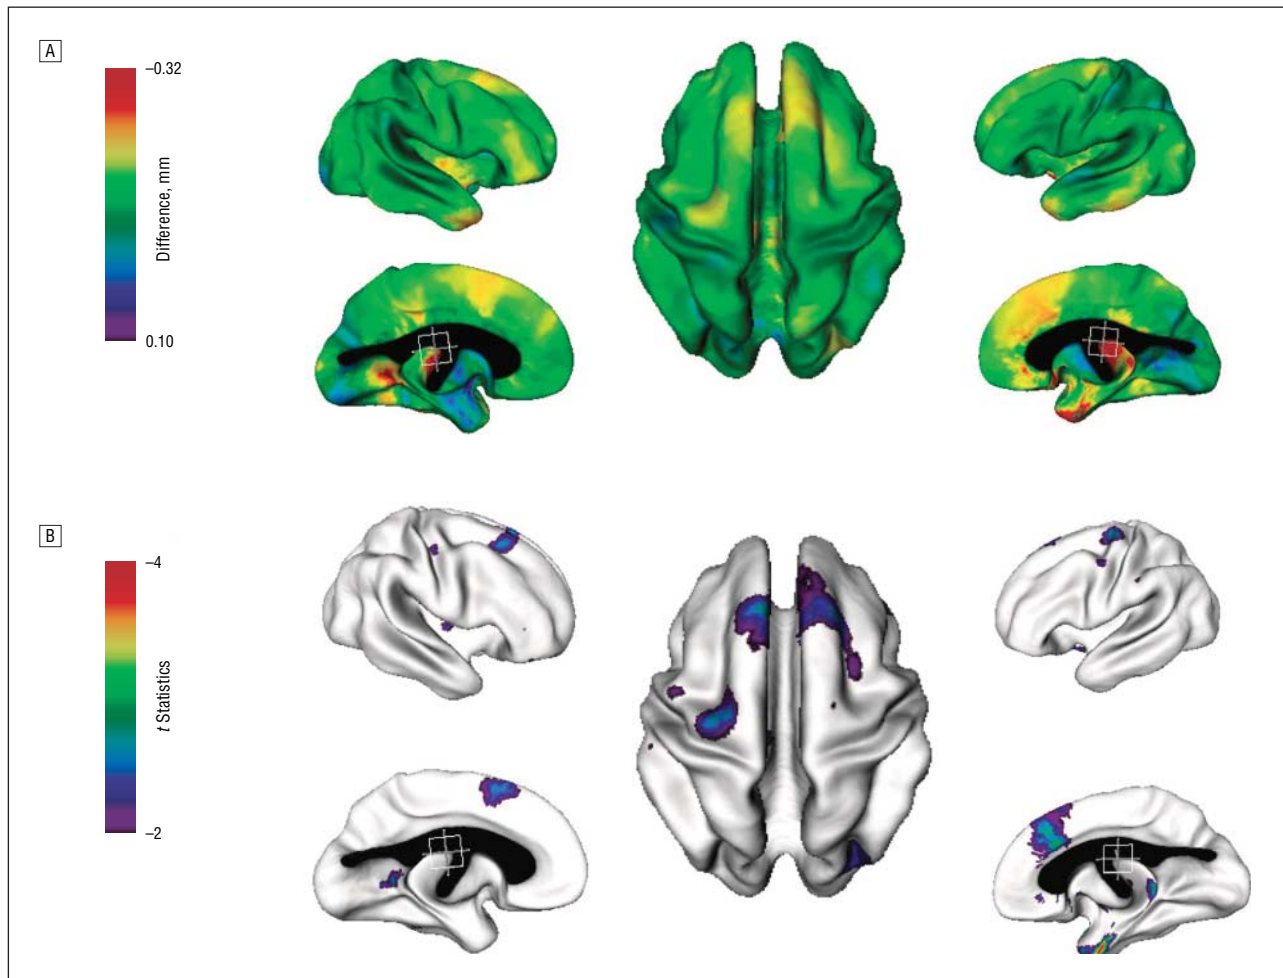 A
–0.32
Difference, mm
0.10
B
–4
t Statistics
–2